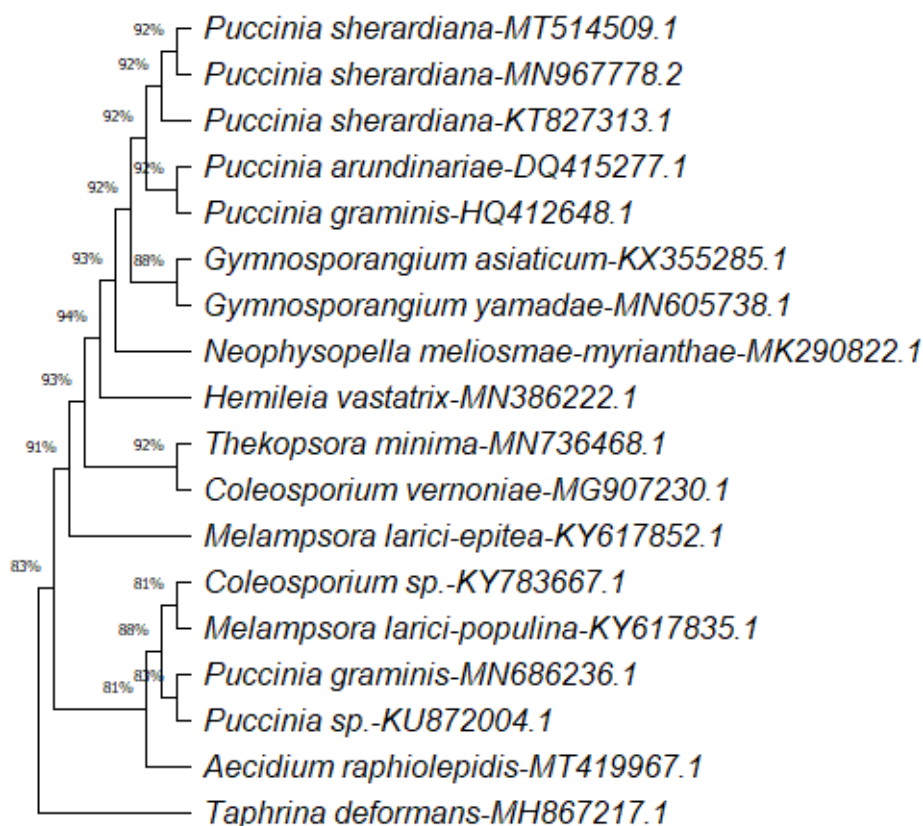 92%
Puccinia sherardiana-MT514509.1
92%
Puccinia sherardiana-MN967778.2
92%
Puccinia sherardiana-KT827313.1
92%
Puccinia arundinariae-DQ415277.1
92%
Puccinia graminis-HQ412648.1
93%
88%
Gymnosporangium asiaticum-KX355285.1
94%
Gymnosporangium yamadae-MN605738.1
Neophysopella meliosmae-myrianthae-MK290822.1
93%
Hemileia vastatrix-MN386222.1
91%
92%
Thekopsora minima-MN736468.1
Coleosporium vernoniae-MG907230.1
Melampsora larici-epitea-KY617852.1
83%
81%
Coleosporium sp.-KY783667.1
88%
Melampsora larici-populina-KY617835.1
83%
Puccinia graminis-MN686236.1
81%
Puccinia sp.-KU872004.1
Aecidium raphiolepidis-MT419967.1
Taphrina deformans-MH867217.1